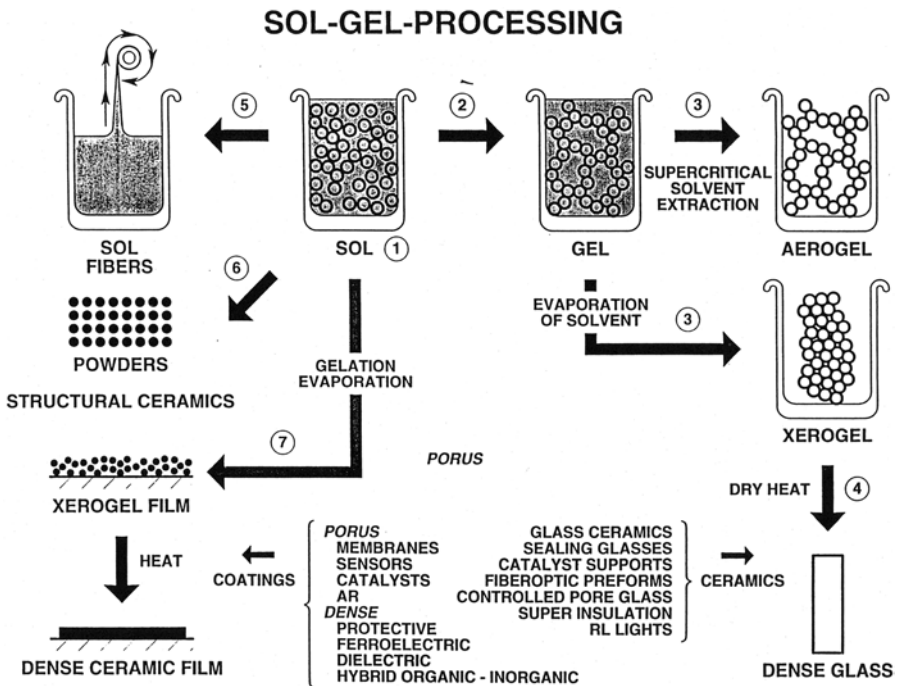 SOL-GEL-PROCESSING
5
2
3
SUPERCRITICAL
SOLVENT
EXTRACTION
SOL
FIBERS
SOL 1
GEL
AEROGEL
6
POWDERS
STRUCTURAL CERAMICS
EVAPORATION
OF SOLVENT
3
GELATION
EVAPORATION
XEROGEL
7
PORUS
XEROGEL FILM
DRY HEAT 4
HEAT
COATINGS
PORUS
MEMBRANES
SENSORS
CATALYSTS
AR
DENSE
PROTECTIVE
FERROELECTRIC
DIELECTRIC
HYBRID ORGANIC - INORGANIC
GLASS CERAMICS
SEALING GLASSES
CATALYST SUPPORTS
FIBEROPTIC PREFORMS
CONTROLLED PORE GLASS
SUPER INSULATION
RL LIGHTS
CERAMICS
DENSE CERAMIC FILM
DENSE GLASS